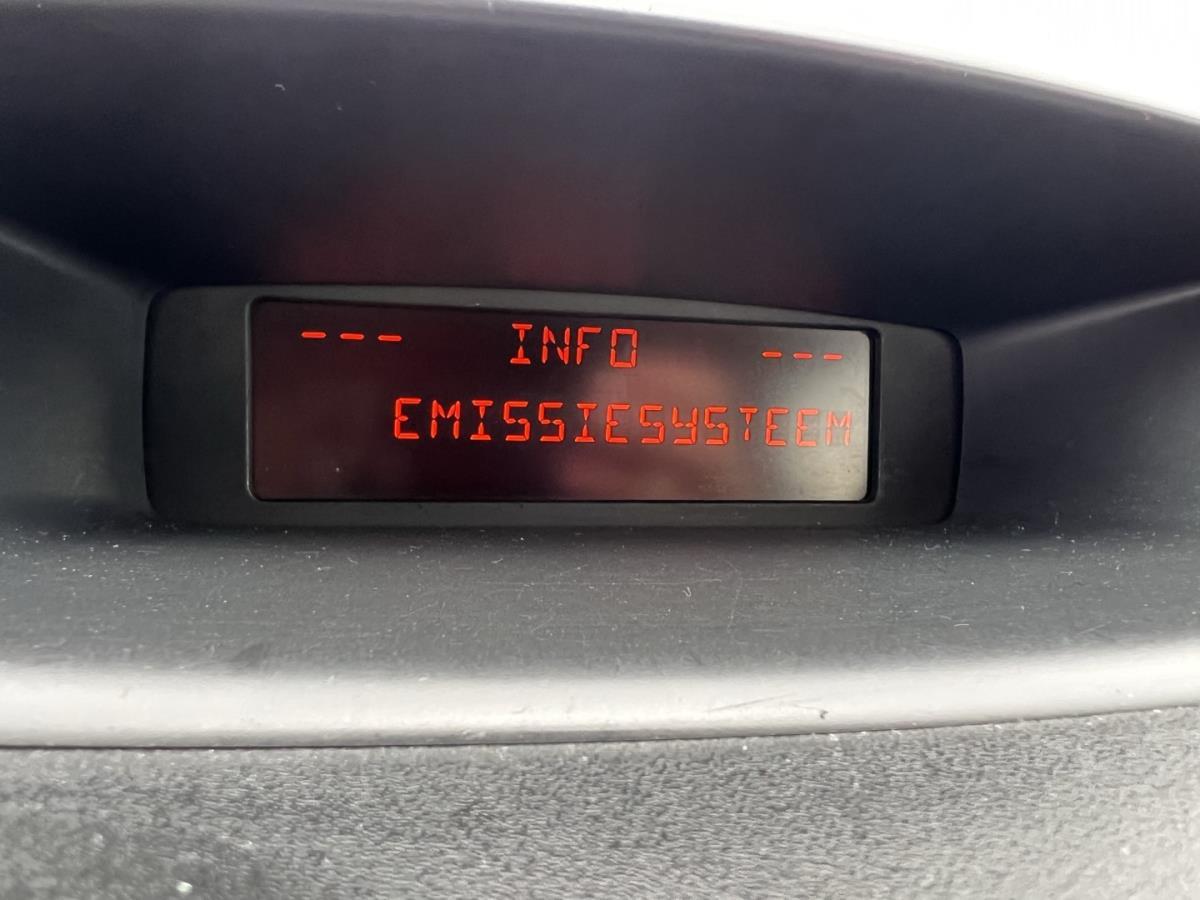 --- INFO ---
EMISSIESYSTEEM